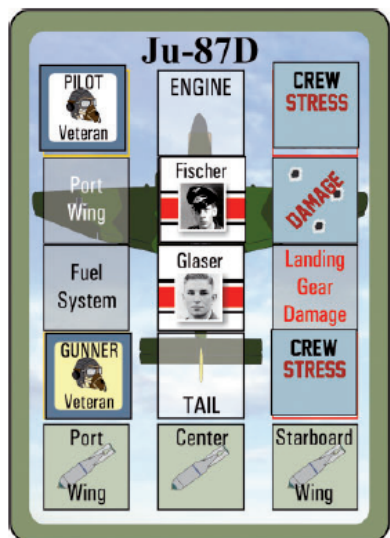 Ju-87D
PILOT
Veteran
ENGINE
CREW
STRESS
Port
Wing
Fischer
DAMAGE
Fuel
System
Glaser
Landing
Gear
Damage
GUNNER
Veteran
TAIL
CREW
STRESS
Port
Wing
Center
Starboard
Wing